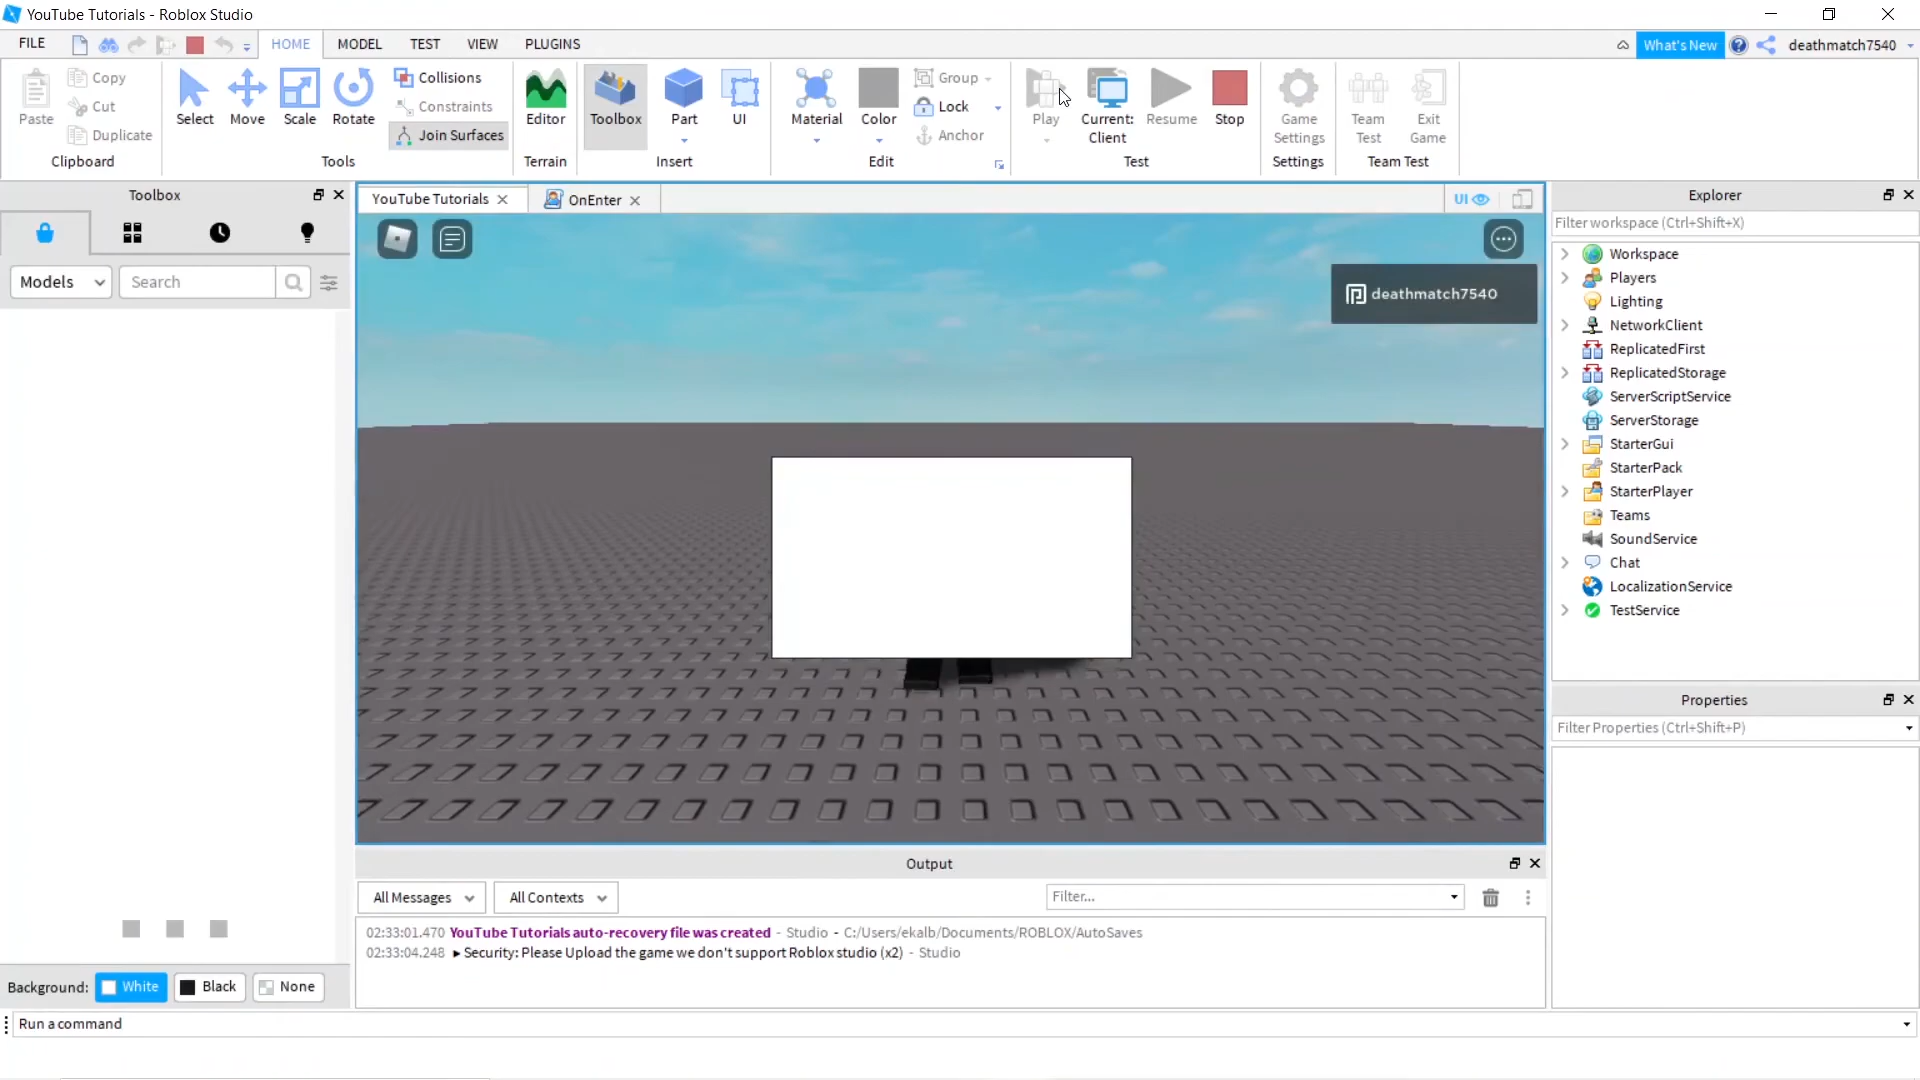 YouTube Tutorials - Roblox Studio
FILE HOME MODEL TEST VIEW PLUGINS What's New deathmatch7540
Paste Copy Cut Duplicate Clipboard
Select Move Scale Rotate Collisions Constraints Join Surfaces Tools
Editor Terrain
Toolbox Part UI Insert
Material Color Group Lock Anchor Edit
Play Current: Client Resume Stop Test
Game Settings Settings
Team Test Exit Game Team Test
Toolbox
Models Search
Background: White Black None
YouTube Tutorials OnEnter UI
deathmatch7540
Output
All Messages All Contexts Filter...
02:33:01.470 YouTube Tutorials auto-recovery file was created - Studio - C:/Users/ekalb/Documents/ROBLOX/AutoSaves
02:33:04.248 Security: Please Upload the game we don't support Roblox studio (x2) - Studio
Explorer
Filter workspace (Ctrl+Shift+X)
Workspace
Players
Lighting
NetworkClient
ReplicatedFirst
ReplicatedStorage
ServerScriptService
ServerStorage
StarterGui
StarterPack
StarterPlayer
Teams
SoundService
Chat
LocalizationService
TestService
Properties
Filter Properties (Ctrl+Shift+P)
Run a command